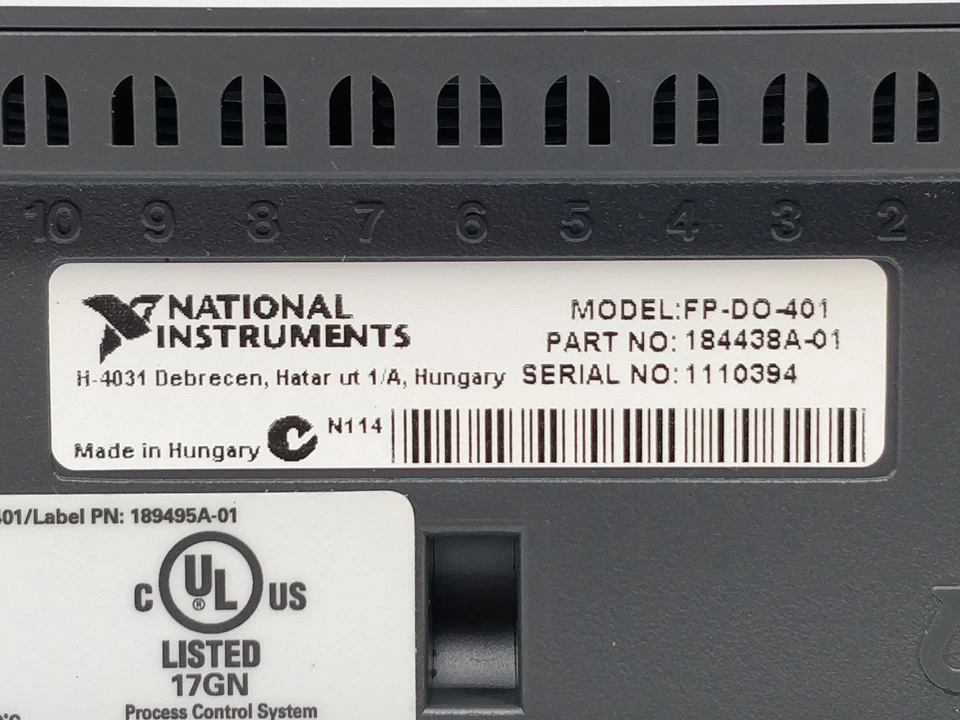 10 9 8 7 6 5 4 3 2
NATIONAL
INSTRUMENTS
MODEL:FP-DO-401
PART NO: 184438A-01
H-4031 Debrecen, Hatar ut 1/A, Hungary SERIAL NO: 1110394
Made in Hungary N114
401/Label PN: 189495A-01
C UL ® US
LISTED
17GN
Process Control System